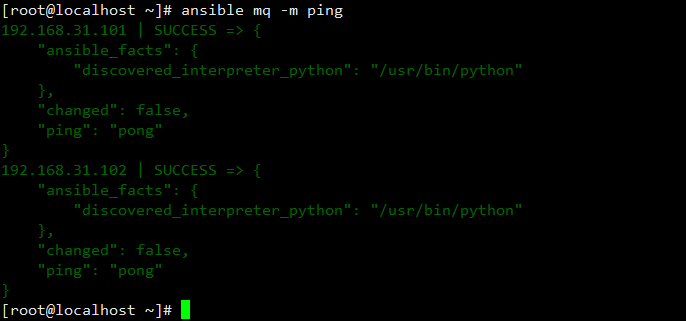 [root@localhost ~]# ansible mq -m ping
192.168.31.101 | SUCCESS => {
    "ansible_facts": {
        "discovered_interpreter_python": "/usr/bin/python"
    },
    "changed": false,
    "ping": "pong"
}
192.168.31.102 | SUCCESS => {
    "ansible_facts": {
        "discovered_interpreter_python": "/usr/bin/python"
    },
    "changed": false,
    "ping": "pong"
}
[root@localhost ~]#